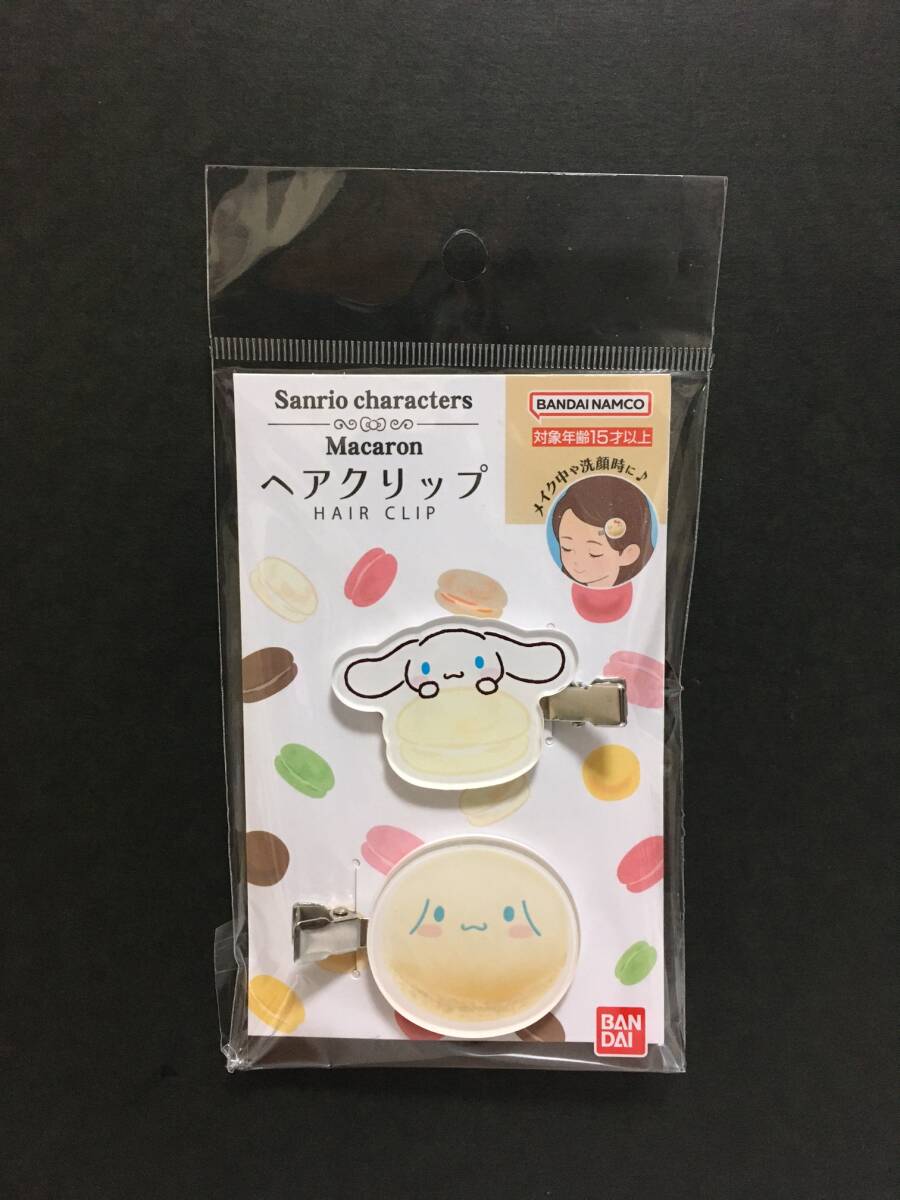 Sanrio characters
Macaron
ヘアクリップ
HAIR CLIP
BANDAI NAMCO
対象年齢15才以上
メイク中や洗顔時に♪
BAN
DAI